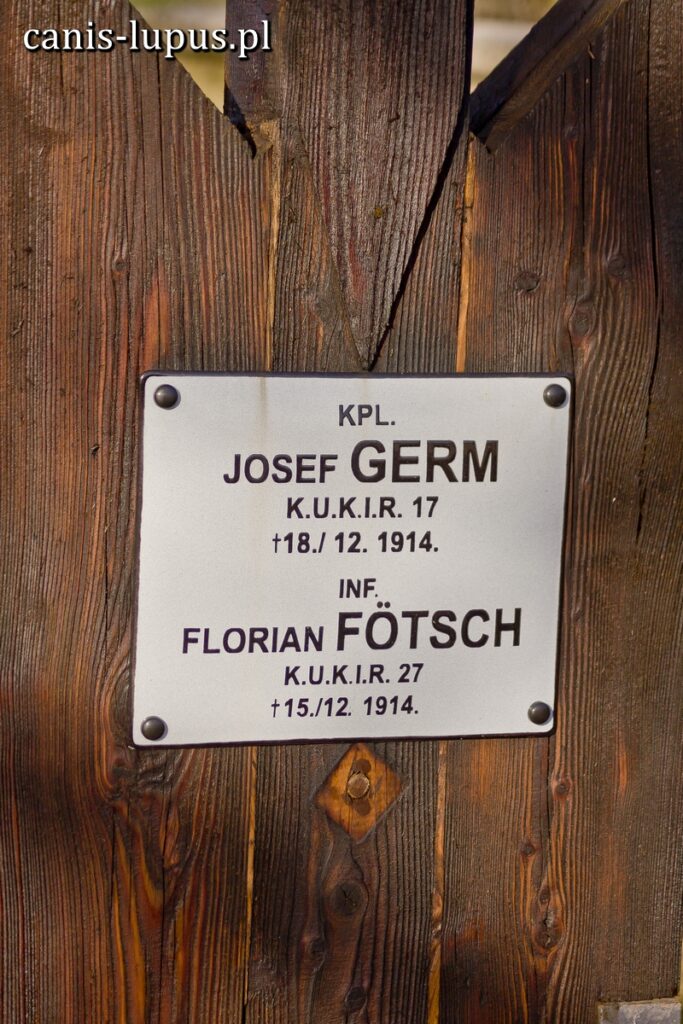 canis-lupus.pl
KPL.
JOSEF GERM
K.U.K.I.R. 17
†18./ 12. 1914.
INF.
FLORIAN FÖTSCH
K.U.K.I.R. 27
†15./12. 1914.